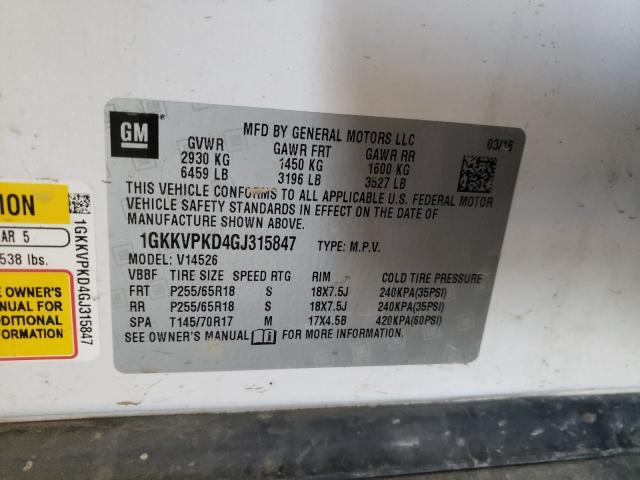 GM
MFD BY GENERAL MOTORS LLC 03/16
GVWR GAWR FRT GAWR RR
2930 KG 1450 KG 1600 KG
6459 LB 3196 LB 3527 LB
THIS VEHICLE CONFORMS TO ALL APPLICABLE U.S. FEDERAL MOTOR
VEHICLE SAFETY STANDARDS IN EFFECT ON THE DATE OF
MANUFACTURE SHOWN ABOVE.
1GKKVPKD4GJ315847 TYPE: M.P.V.
MODEL: V14526
VBBF TIRE SIZE SPEED RTG RIM COLD TIRE PRESSURE
FRT P255/65R18 S 18X7.5J 240KPA(35PSI)
RR P255/65R18 S 18X7.5J 240KPA(35PSI)
SPA T145/70R17 M 17X4.5B 420KPA(60PSI)
SEE OWNER'S MANUAL FOR MORE INFORMATION.
ION
AR 5
538 lbs.
E OWNER'S
NUAL FOR
DDITIONAL
FORMATION
1GKKVPKD4GJ315847